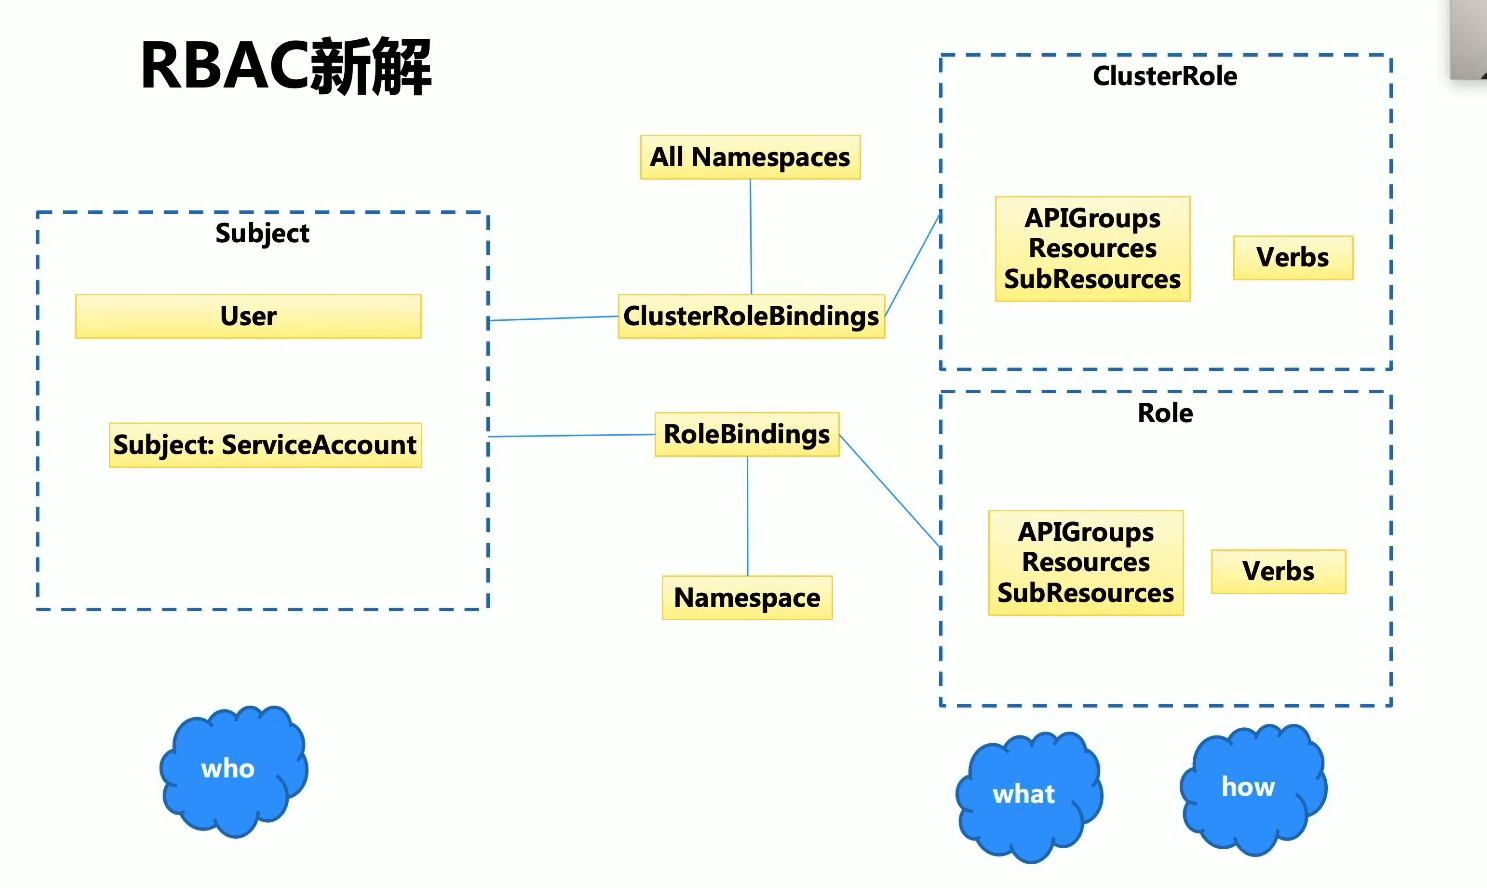 RBAC新解
Subject
User
Subject: ServiceAccount
All Namespaces
ClusterRoleBindings
RoleBindings
Namespace
ClusterRole
APIGroups
Resources
SubResources
Verbs
Role
APIGroups
Resources
SubResources
Verbs
who
what
how